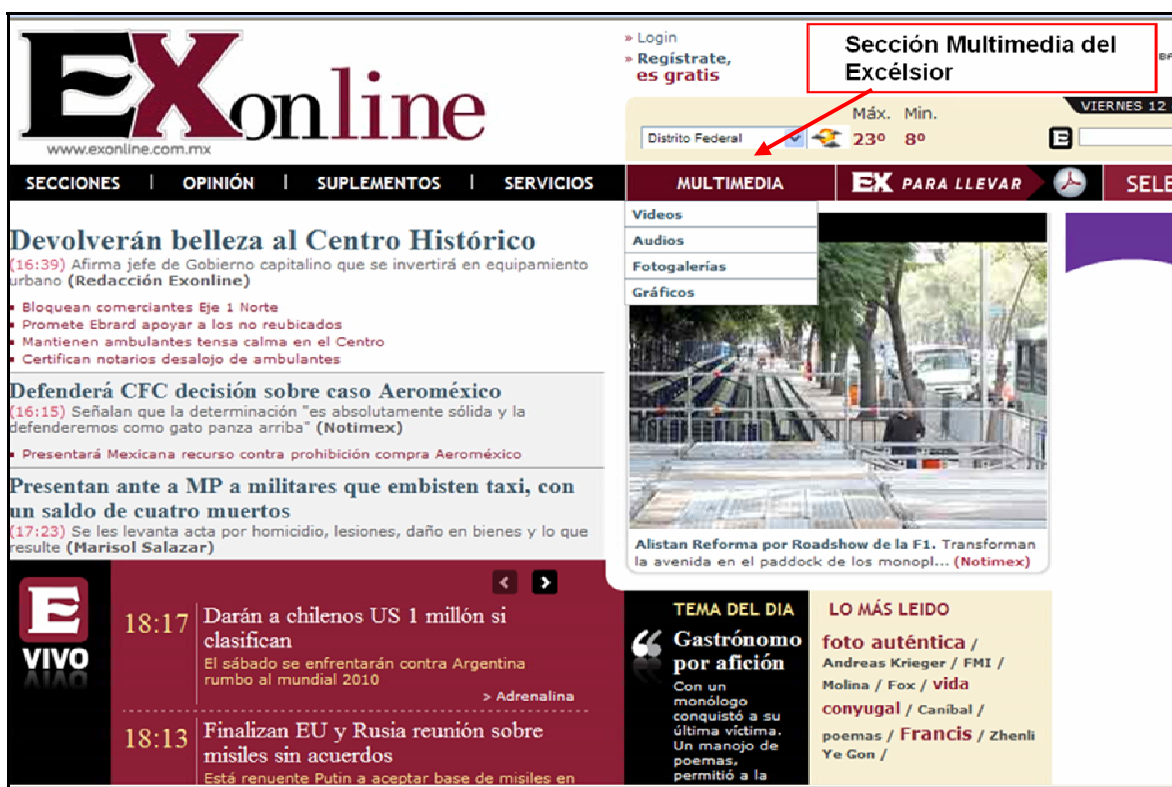 EXonline
www.exonline.com.mx
» Login
» Regístrate,
es gratis
Sección Multimedia del
Excélsior
VIERNES 12
Máx. Min.
Distrito Federal
23º 8º
E
SECCIONES | OPINIÓN | SUPLEMENTOS | SERVICIOS
MULTIMEDIA
EX PARA LLEVAR
SELE
Videos
Audios
Fotogalerías
Gráficos
Devolverán belleza al Centro Histórico
(16:39) Afirma jefe de Gobierno capitalino que se invertirá en equipamiento
urbano (Redacción Exonline)
Bloquean comerciantes Eje 1 Norte
Promete Ebrard apoyar a los no reubicados
Mantienen ambulantes tensa calma en el Centro
Certifican notarios desalojo de ambulantes
Defenderá CFC decisión sobre caso Aeroméxico
(16:15) Señalan que la determinación "es absolutamente sólida y la
defenderemos como gato panza arriba" (Notimex)
Presentará Mexicana recurso contra prohibición compra Aeroméxico
Presentan ante a MP a militares que embisten taxi, con
un saldo de cuatro muertos
(17:23) Se les levanta acta por homicidio, lesiones, daño en bienes y lo que
resulte (Marisol Salazar)
Alistan Reforma por Roadshow de la F1. Transforman
la avenida en el paddock de los monopl... (Notimex)
E
VIVO
18:17 Darán a chilenos US 1 millón si
clasifican
El sábado se enfrentarán contra Argentina
rumbo al mundial 2010
> Adrenalina
18:13 Finalizan EU y Rusia reunión sobre
misiles sin acuerdos
Está renuente Putin a aceptar base de misiles en
TEMA DEL DIA
Gastrónomo
por afición
Con un
monólogo
conquistó a su
última víctima.
Un manojo de
poemas,
permitió a la
LO MÁS LEIDO
foto auténtica /
Andreas Krieger / FMI /
Molina / Fox / vida
conyugal / Caníbal /
poemas / Francis / Zhenli
Ye Gon /